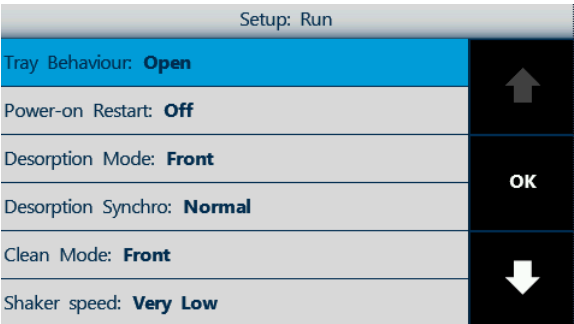 Setup: Run
Tray Behaviour: Open
Power-on Restart: Off
Desorption Mode: Front
OK
Desorption Synchro: Normal
Clean Mode: Front
Shaker speed: Very Low